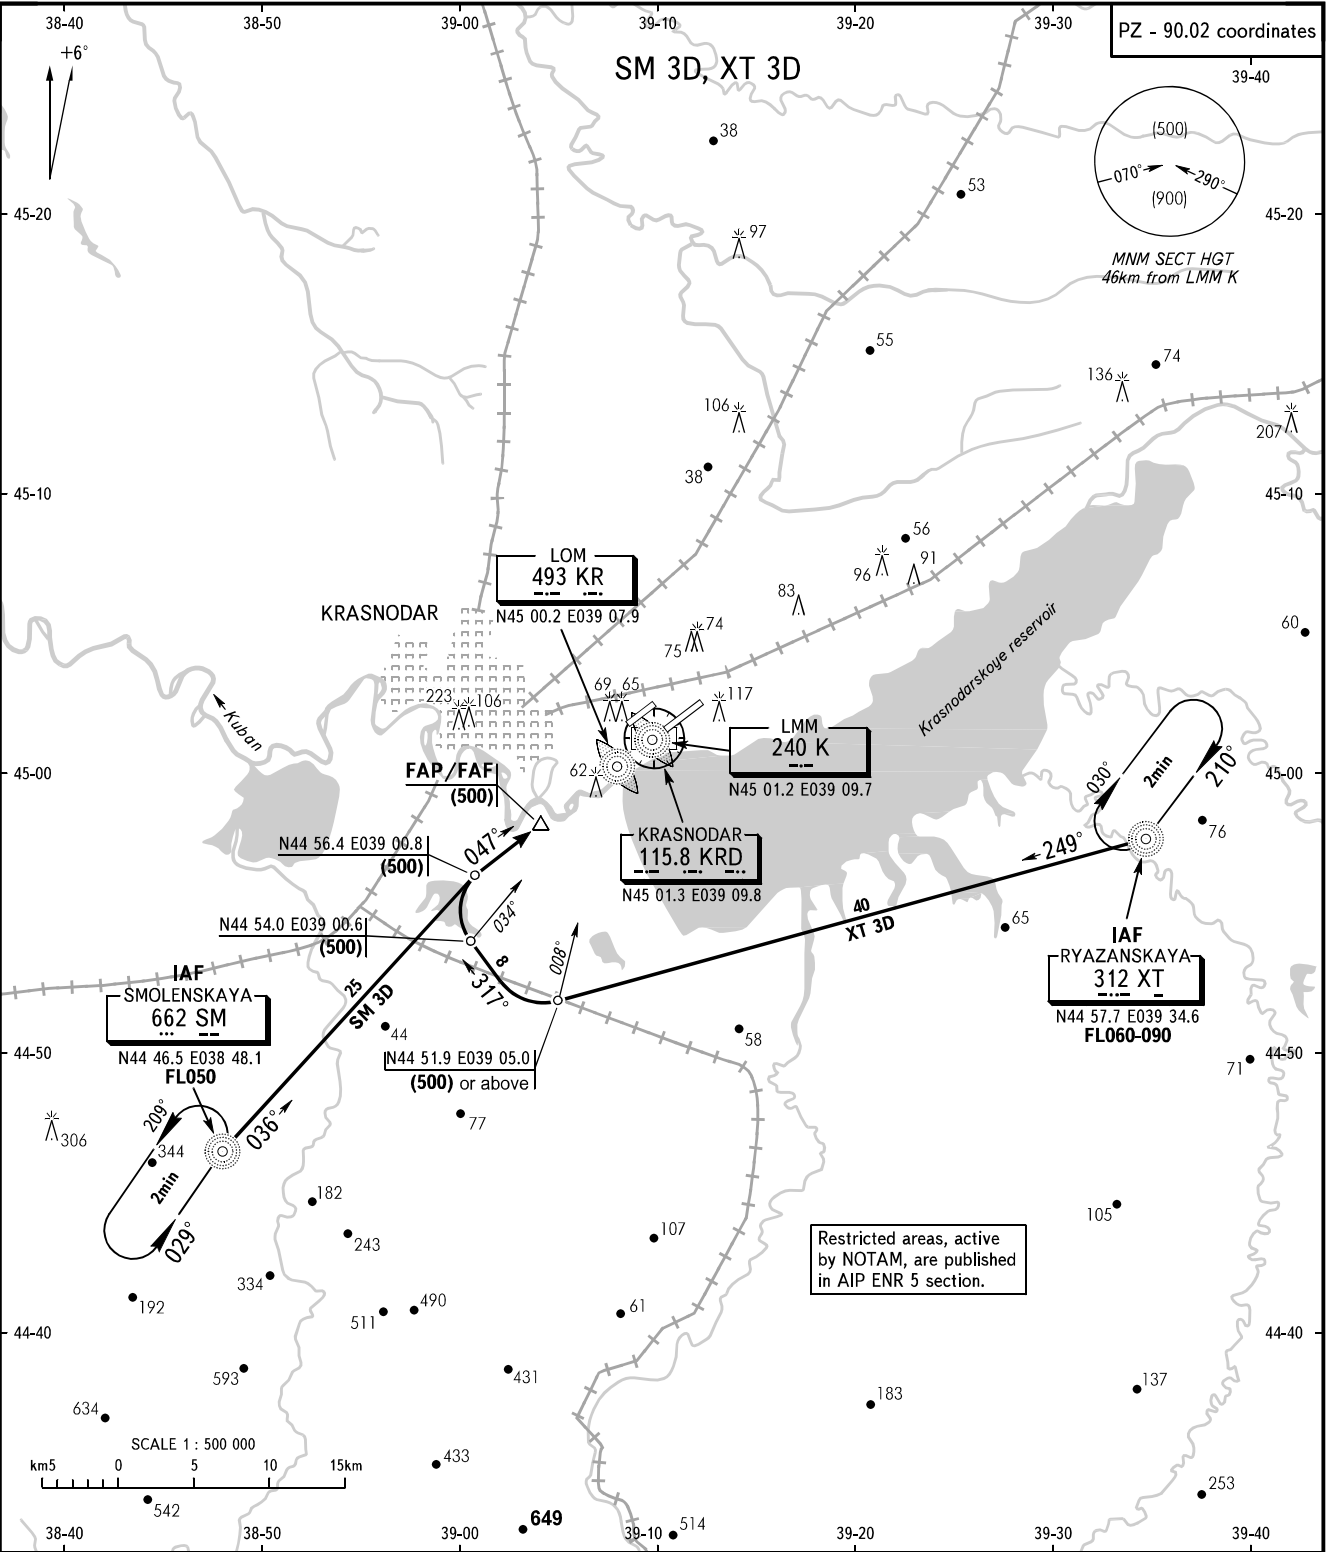 38-40
38-50
39-00
39-10
39-20
39-30
PZ - 90.02 coordinates
39-40
+6°
SM 3D, XT 3D
(500)
070°
290°
(900)
MNM SECT HGT
46km from LMM K
38
53
45-20
45-20
97
55
74
136
106
207
38
45-10
45-10
56
96
91
LOM
493 KR
N45 00.2 E039 07.9
KRASNODAR
83
74
75
60
Krasnodarskoye reservoir
223
106
69
65
117
Kuban
LMM
240 K
N45 01.2 E039 09.7
45-00
45-00
62
FAP/FAF
(500)
030°
2min
210°
76
N44 56.4 E039 00.8
(500)
047°
KRASNODAR
115.8 KRD
N45 01.3 E039 09.8
249°
40
XT 3D
65
N44 54.0 E039 00.6
(500)
034°
8
317°
008°
IAF
RYAZANSKAYA
312 XT
N44 57.7 E039 34.6
FL060-090
IAF
SMOLENSKAYA
662 SM
N44 46.5 E038 48.1
FL050
25
SM 3D
44
58
N44 51.9 E039 05.0
(500) or above
44-50
44-50
71
77
306
209°
036°
344
2min
029°
182
243
107
105
Restricted areas, active
by NOTAM, are published
in AIP ENR 5 section.
334
192
511
490
61
44-40
44-40
593
431
137
183
634
SCALE 1 : 500 000
km5
0
5
10
15km
433
253
542
649
514
38-40
38-50
39-00
39-10
39-20
39-30
39-40